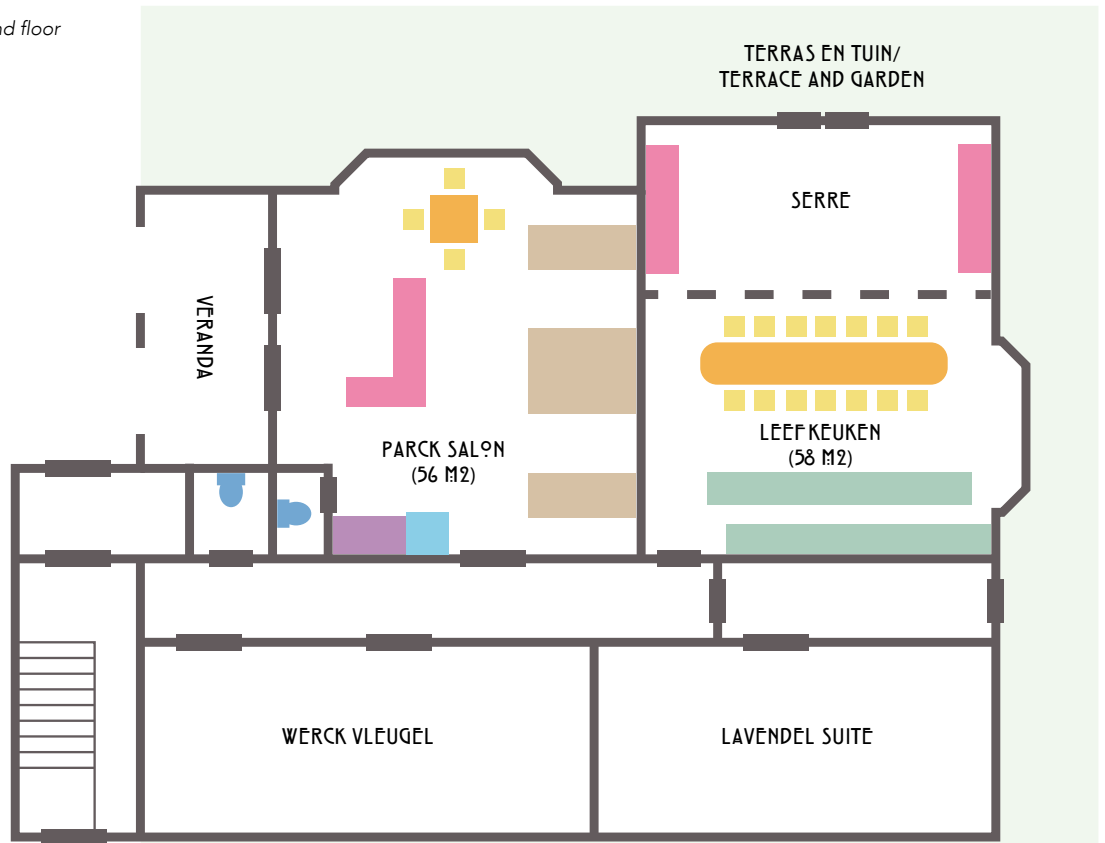 nd floor
TERRAS EN TUIN/
TERRACE AND GARDEN
SERRE
VERANDA
PARCK SALON
(56 M2)
LEEFKEUKEN
(58 M2)
WERCK VLEUGEL
LAVENDEL SUITE